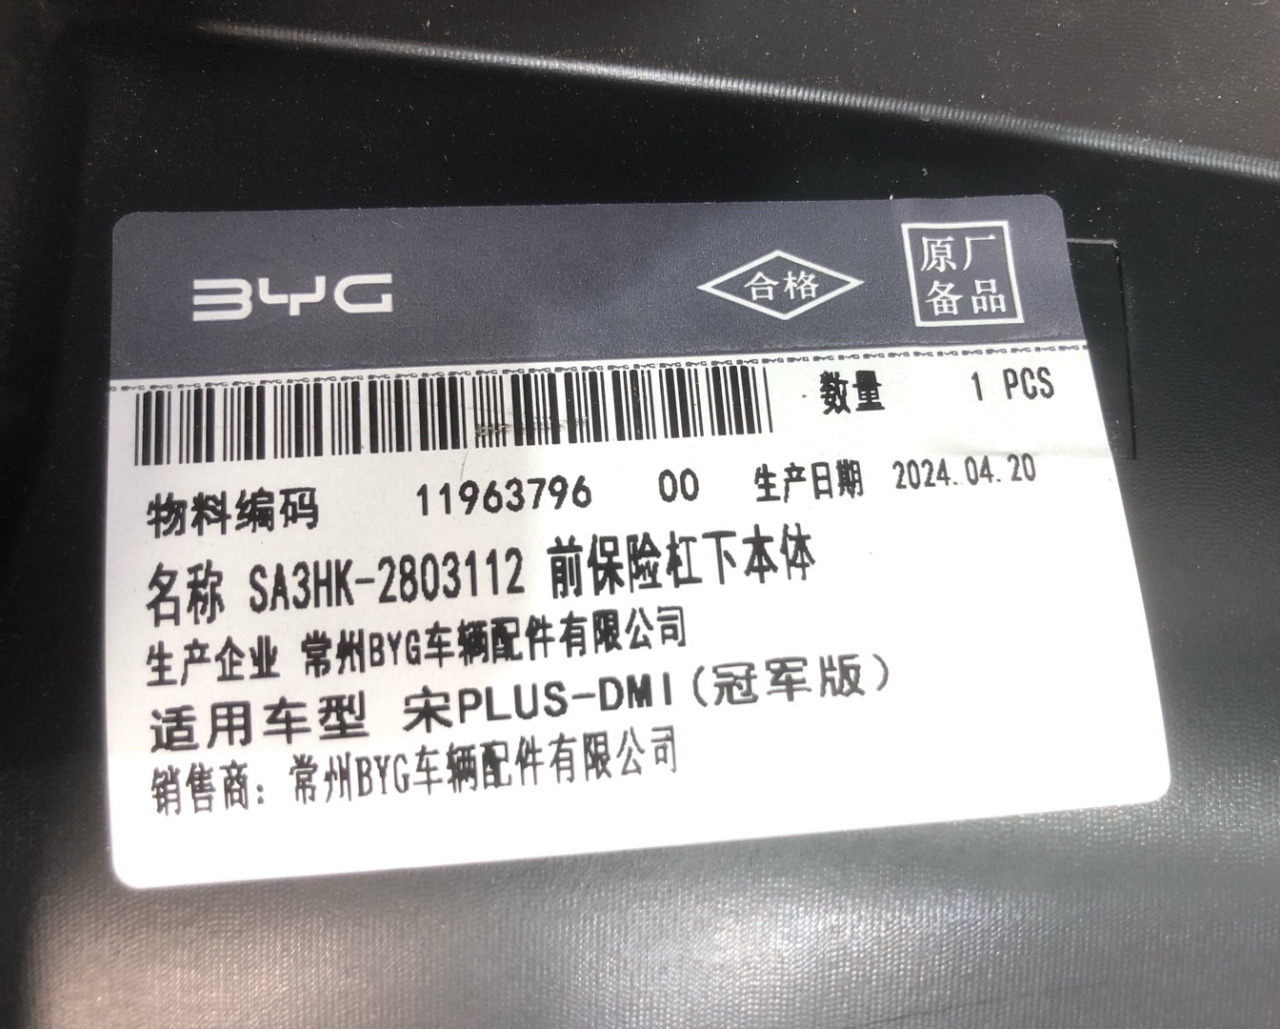 BYG
合格
原厂
备品
数量 1 PCS
物料编码 11963796 00 生产日期 2024.04.20
名称 SA3HK-2803112 前保险杠下本体
生产企业 常州BYG车辆配件有限公司
适用车型 宋PLUS-DMI(冠军版)
销售商: 常州BYG车辆配件有限公司